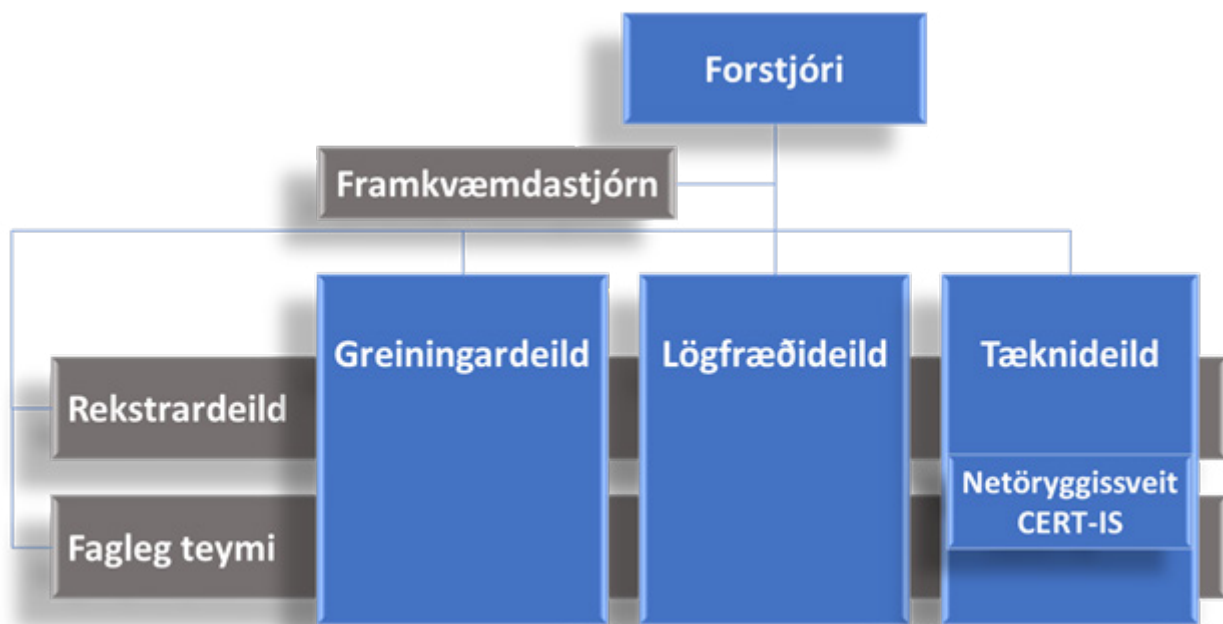 Forstjóri
Framkvæmdastjórn
Greiningardeild
Lögfræðideild
Tæknideild
Rekstrardeild
Netöryggissveit
CERT-IS
Fagleg teymi